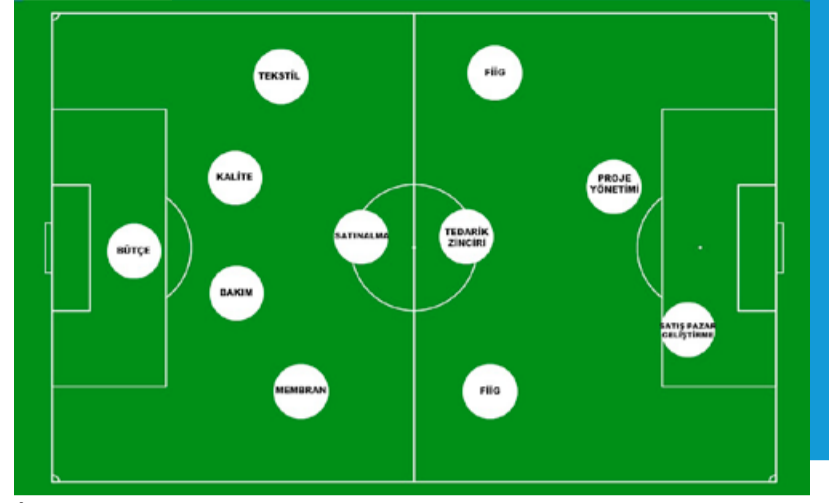 TEKSTİL
FİİG
KALİTE
PROJE
YÖNETİMİ
SATINALMA
TEDARİK
ZİNCİRİ
BÜTÇE
BAKIM
SATIŞ PAZAR
GELİŞTİRME
MEMBRAN
FİİG